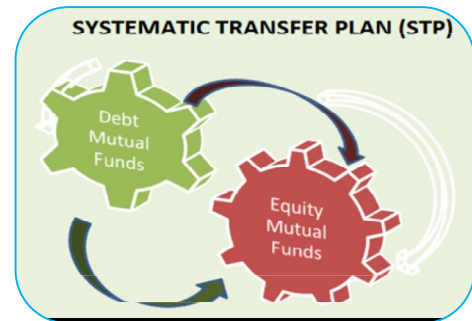 SYSTEMATIC TRANSFER PLAN (STP)
Debt
Mutual
Funds
Equity
Mutual
Funds